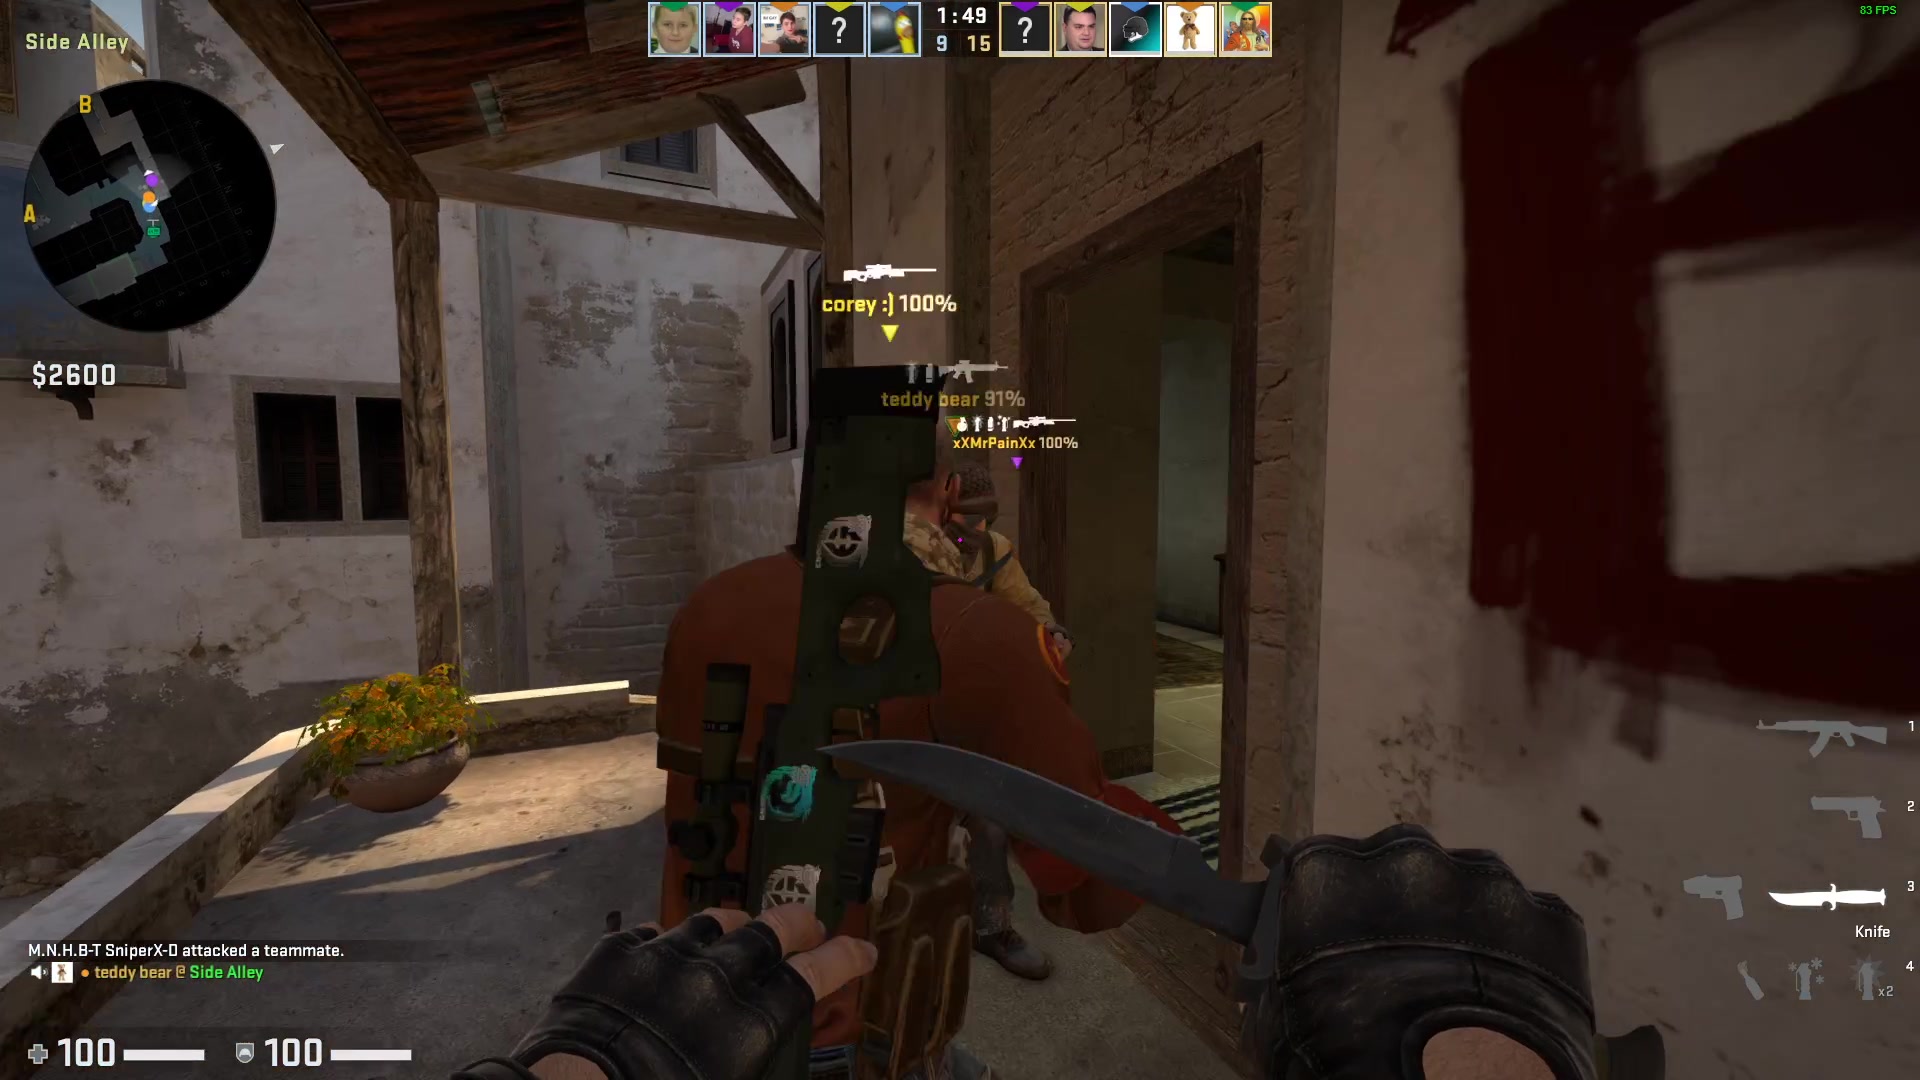 83 FPS
Side Alley
1:49
9 15
?
?
B
A
$2600
corey :) 100%
teddy bear 91%
xXMrPainXx 100%
1
2
3
Knife
4
x2
M.N.H.B-T SniperX-D attacked a teammate.
teddy bear @ Side Alley
100
100